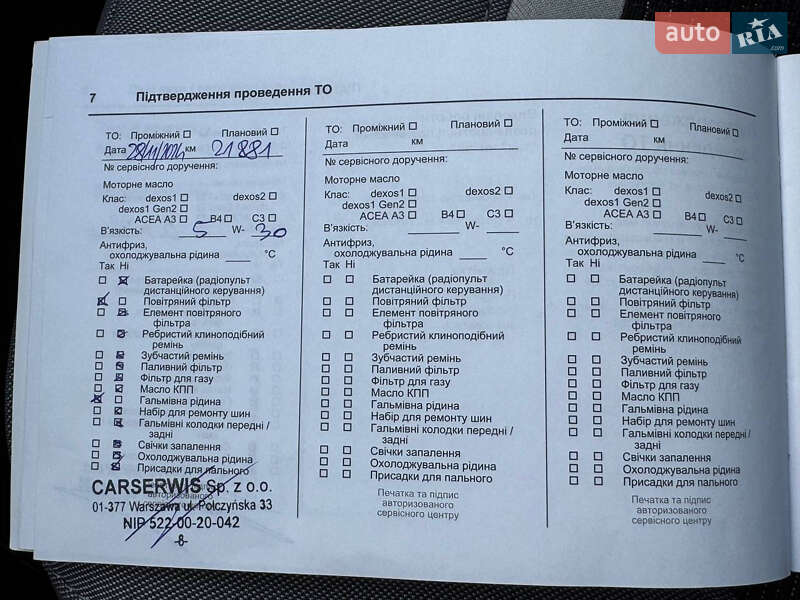 auto RIA.com
7 Підтвердження проведення ТО
ТО: Проміжний Плановий
Дата 28/11/2024 км 21881
№ сервісного доручення:
Моторне масло
Клас: dexos1 dexos2
dexos1 Gen2
ACEA A3 B4 C3
В'язкість: 5 W- 30
Антифриз,
охолоджувальна рідина °C
Так Ні
Батарейка (радіопульт
дистанційного керування)
Повітряний фільтр
Елемент повітряного
фільтра
Ребристий клиноподібний
ремінь
Зубчастий ремінь
Паливний фільтр
Фільтр для газу
Масло КПП
Гальмівна рідина
Набір для ремонту шин
Гальмівні колодки передні /
задні
Свічки запалення
Охолоджувальна рідина
Присадки для пального
CARSERWIS Sp. z o.o.
авторизованого
01-377 Warszawa ul. Połczyńska 33
NIP 522-00-20-042
-8-
ТО: Проміжний Плановий
Дата км
№ сервісного доручення:
Моторне масло
Клас: dexos1 dexos2
dexos1 Gen2
ACEA A3 B4 C3
В'язкість: W-
Антифриз,
охолоджувальна рідина °C
Так Ні
Батарейка (радіопульт
дистанційного керування)
Повітряний фільтр
Елемент повітряного
фільтра
Ребристий клиноподібний
ремінь
Зубчастий ремінь
Паливний фільтр
Фільтр для газу
Масло КПП
Гальмівна рідина
Набір для ремонту шин
Гальмівні колодки передні /
задні
Свічки запалення
Охолоджувальна рідина
Присадки для пального
Печатка та підпис
авторизованого
сервісного центру
ТО: Проміжний Плановий
Дата км
№ сервісного доручення:
Моторне масло
Клас: dexos1 dexos2
dexos1 Gen2
ACEA A3 B4 C3
В'язкість: W-
Антифриз,
охолоджувальна рідина °C
Так Ні
Батарейка (радіопульт
дистанційного керування)
Повітряний фільтр
Елемент повітряного
фільтра
Ребристий клиноподібний
ремінь
Зубчастий ремінь
Паливний фільтр
Фільтр для газу
Масло КПП
Гальмівна рідина
Набір для ремонту шин
Гальмівні колодки передні /
задні
Свічки запалення
Охолоджувальна рідина
Присадки для пального
Печатка та підпис
авторизованого
сервісного центру